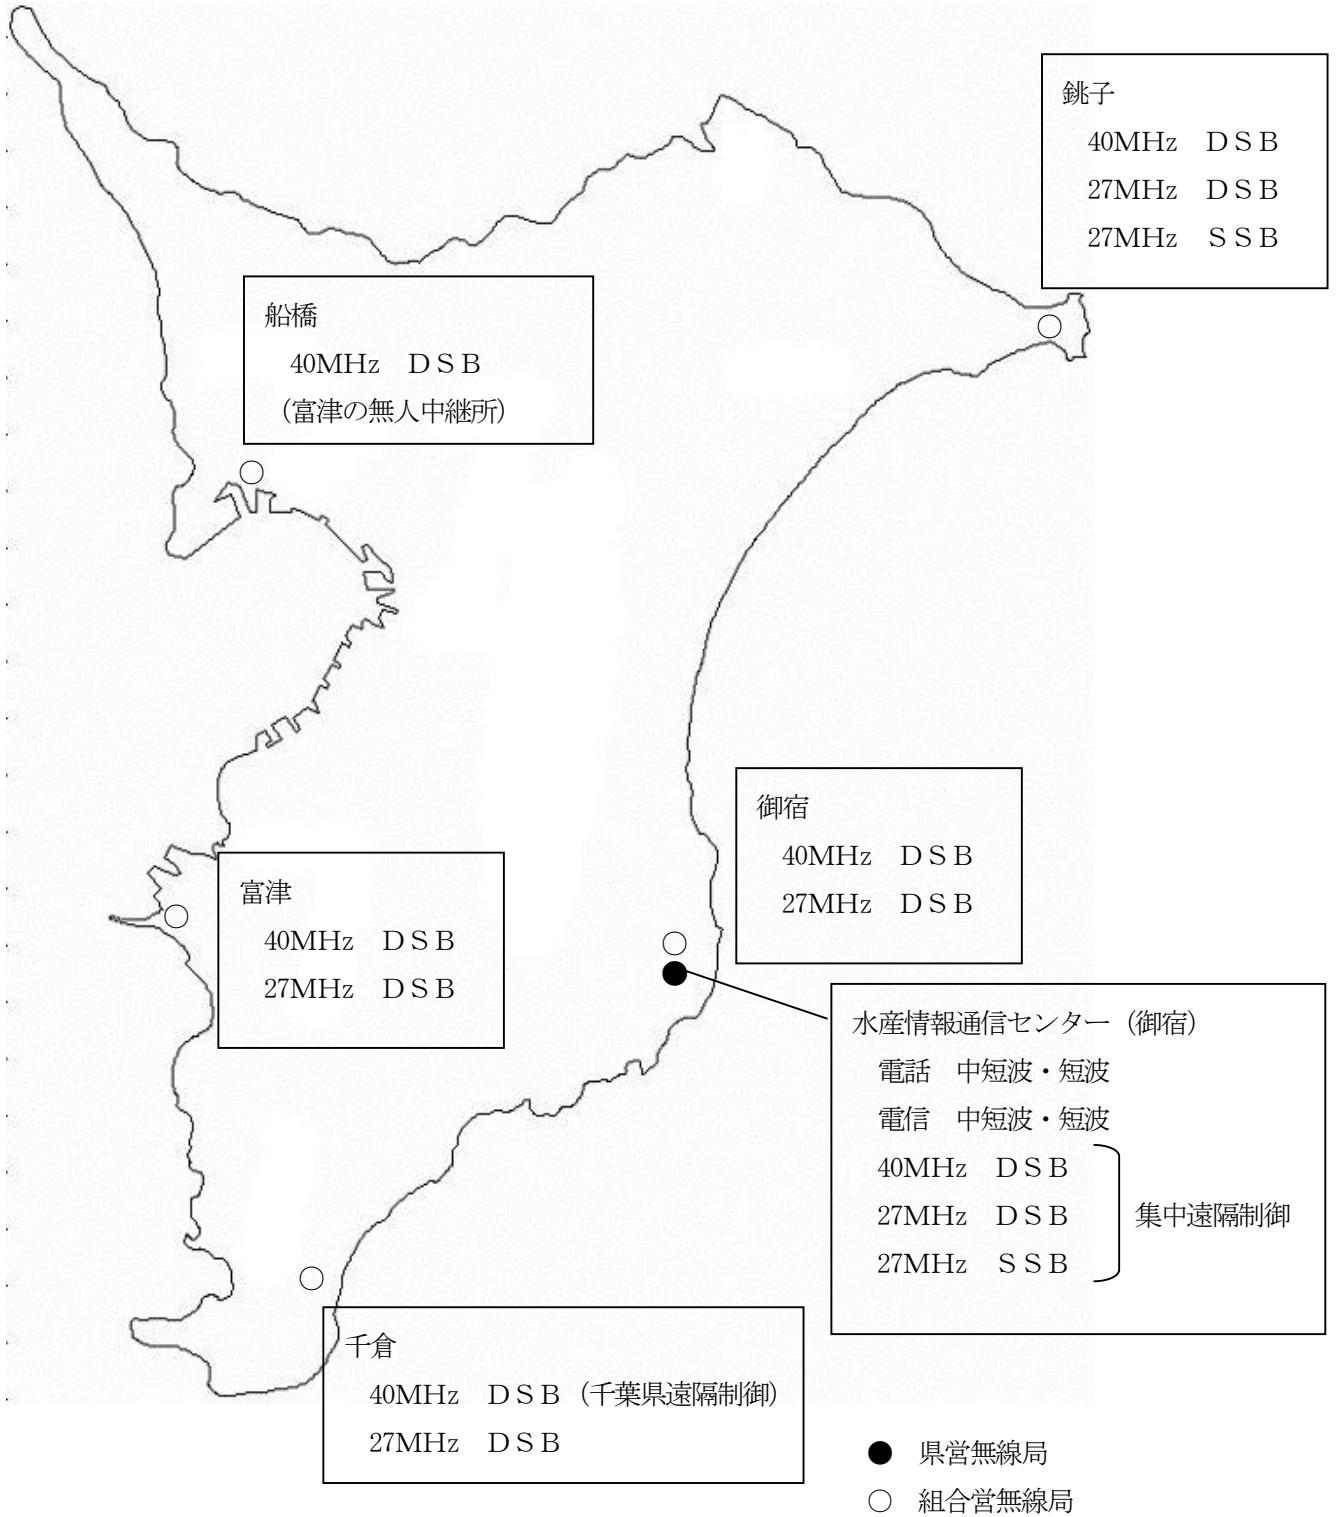 銚子
40MHz　ＤＳＢ
27MHz　ＤＳＢ
27MHz　ＳＳＢ
船橋
40MHz　ＤＳＢ
（富津の無人中継所）
御宿
40MHz　ＤＳＢ
27MHz　ＤＳＢ
富津
40MHz　ＤＳＢ
27MHz　ＤＳＢ
水産情報通信センター（御宿）
電話　中短波・短波
電信　中短波・短波
40MHz　ＤＳＢ
27MHz　ＤＳＢ
27MHz　ＳＳＢ
集中遠隔制御
千倉
40MHz　ＤＳＢ（千葉県遠隔制御）
27MHz　ＤＳＢ
●　県営無線局
○　組合営無線局